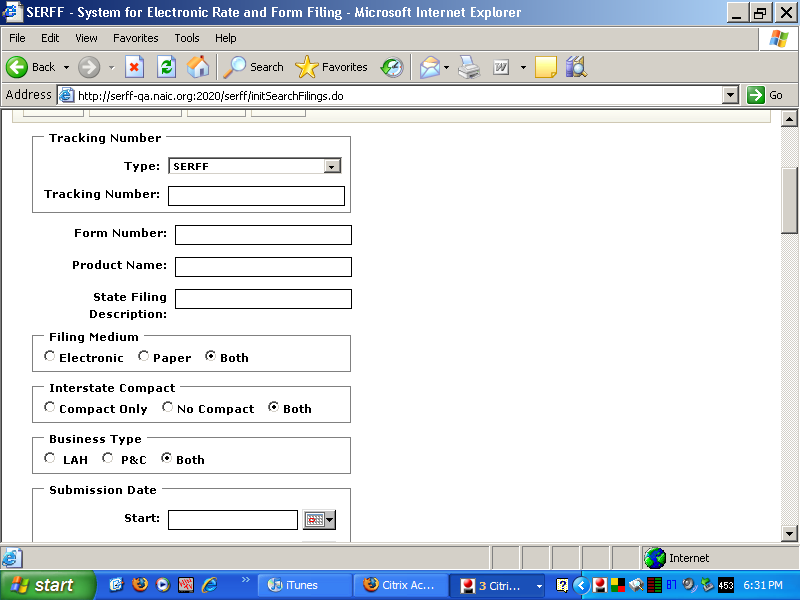 SERFF - System for Electronic Rate and Form Filing - Microsoft Internet Explorer
File Edit View Favorites Tools Help
Back Search Favorites
Address http://serff-qa.naic.org:2020/serff/initSearchFilings.do Go
Tracking Number
Type: SERFF
Tracking Number:
Form Number:
Product Name:
State Filing
Description:
Filing Medium
Electronic Paper Both
Interstate Compact
Compact Only No Compact Both
Business Type
LAH P&C Both
Submission Date
Start:
Internet
start » iTunes Citrix Ac... 3 Citri... 453 6:31 PM